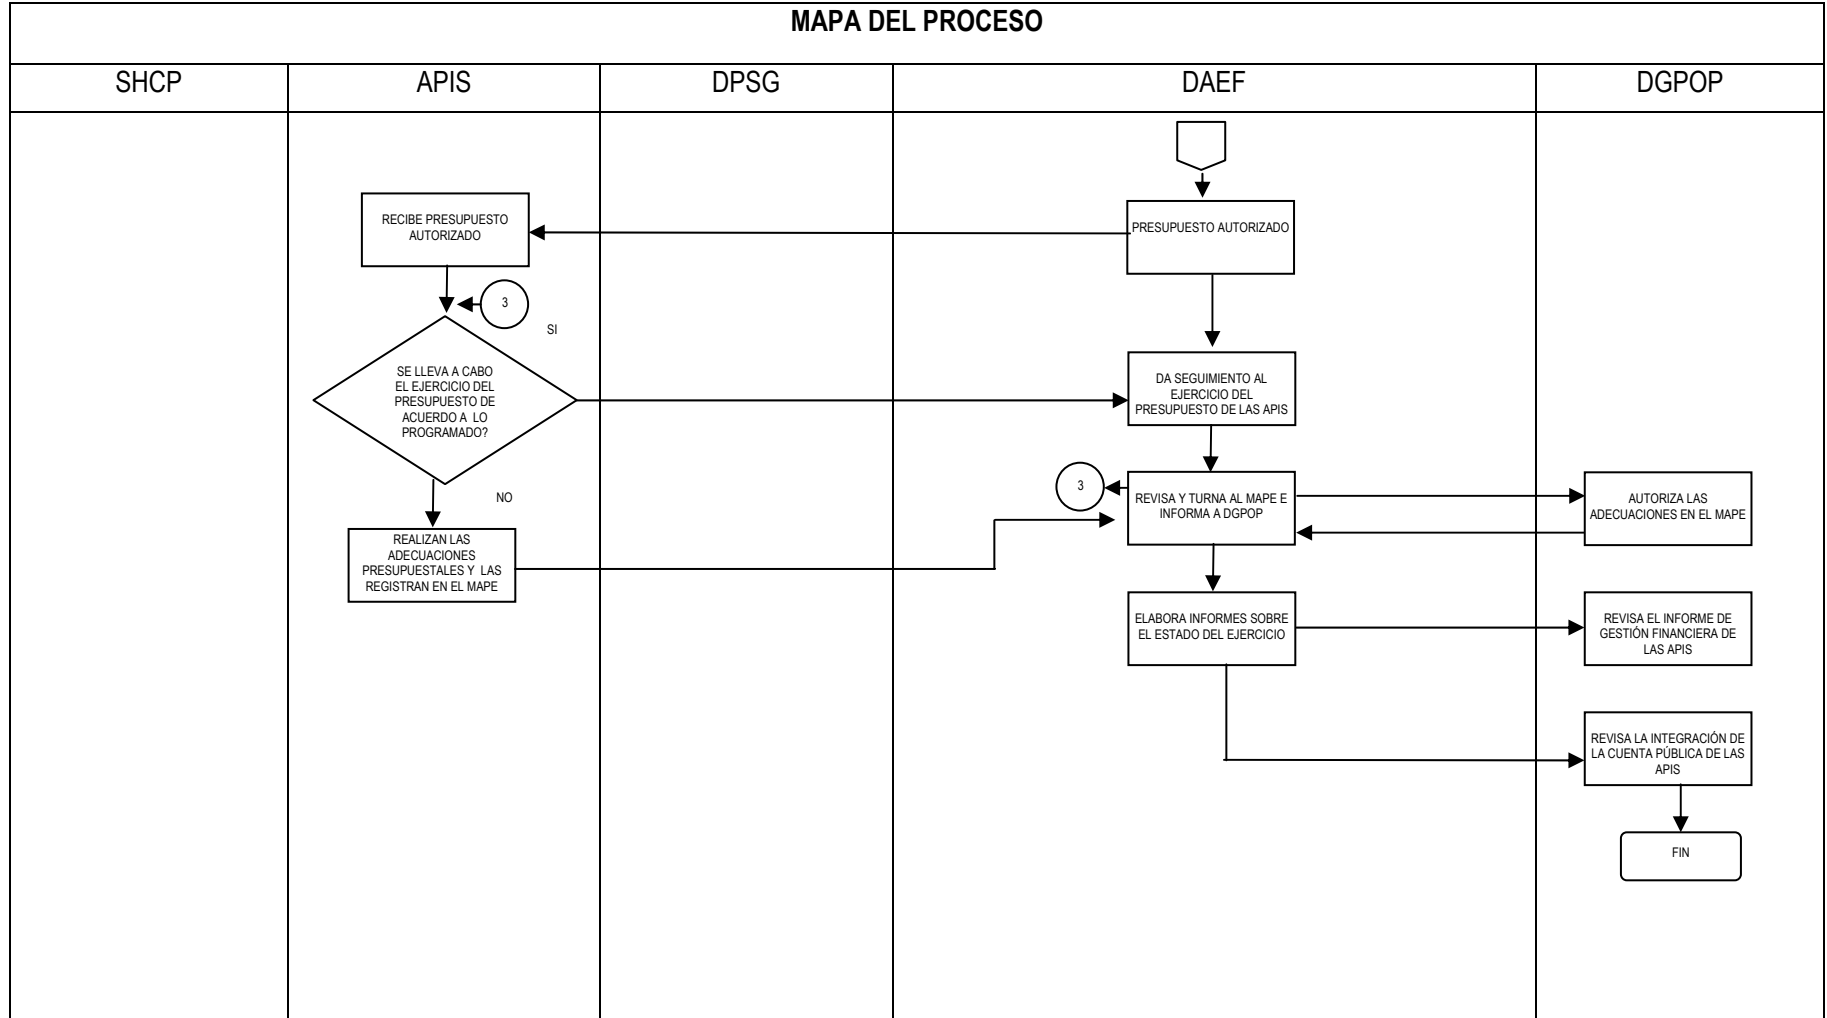 MAPA DEL PROCESO
SHCP
APIS
DPSG
DAEF
DGPOP
RECIBE PRESUPUESTO
AUTORIZADO
PRESUPUESTO AUTORIZADO
3
SI
SE LLEVA A CABO
EL EJERCICIO DEL
PRESUPUESTO DE
ACUERDO A LO
PROGRAMADO?
DA SEGUIMIENTO AL
EJERCICIO DEL
PRESUPUESTO DE LAS APIS
NO
3
REVISA Y TURNA AL MAPE E
INFORMA A DGPOP
AUTORIZA LAS
ADECUACIONES EN EL MAPE
REALIZAN LAS
ADECUACIONES
PRESUPUESTALES Y LAS
REGISTRAN EN EL MAPE
ELABORA INFORMES SOBRE
EL ESTADO DEL EJERCICIO
REVISA EL INFORME DE
GESTIÓN FINANCIERA DE
LAS APIS
REVISA LA INTEGRACIÓN DE
LA CUENTA PÚBLICA DE LAS
APIS
FIN